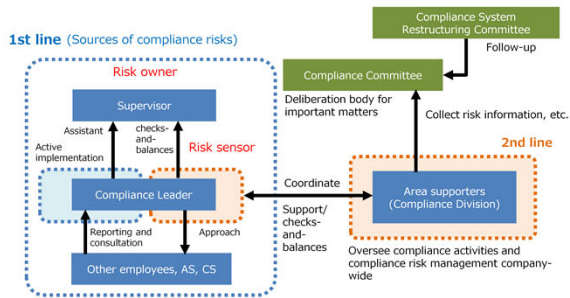 1st line (Sources of compliance risks)
Risk owner
Supervisor
Assistant
checks-
and-
balances
Active
implementation
Risk sensor
Compliance Leader
Reporting and
consultation
Approach
Other employees, AS, CS
Coordinate
Support/
checks-
and-
balances
Compliance System
Restructuring Committee
Follow-up
Compliance Committee
Deliberation body for
important matters
Collect risk information, etc.
2nd line
Area supporters
(Compliance Division)
Oversee compliance activities and
compliance risk management company-
wide